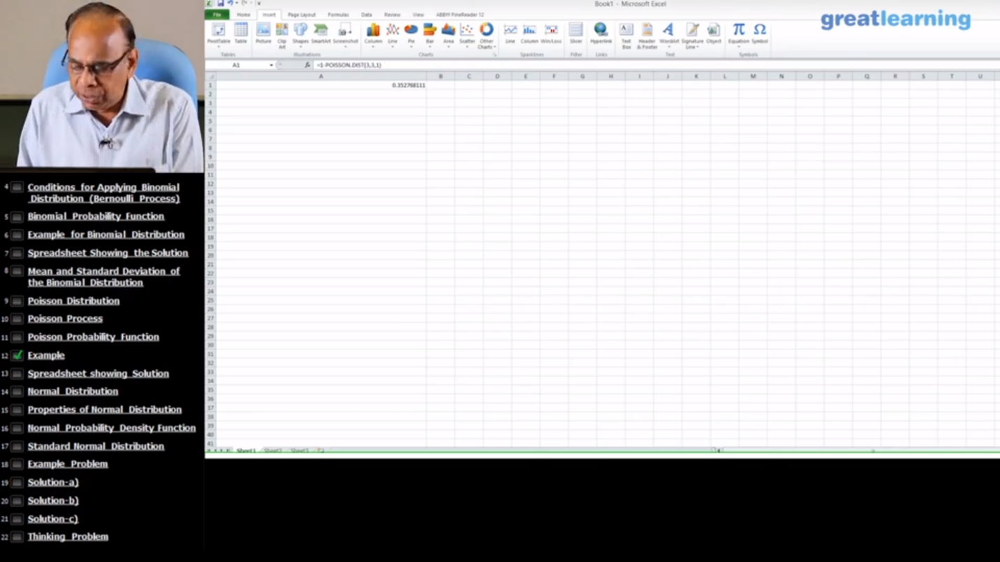 Book1 - Microsoft Excel
File Home Insert Page Layout Formulas Data Review View ABBYY FineReader 12
greatlearning
PivotTable Table Picture Clip Art Shapes SmartArt Screenshot Column Line Pie Bar Area Scatter Other Charts Line Column Win/Loss Slicer Hyperlink Text Box Header & Footer WordArt Signature Line Object Equation Symbol
Tables Illustrations Charts Sparklines Filter Links Text Symbols
A1 fx =1-POISSON.DIST(3,3,1)
A B C D E F G H I J K L M N O P Q R S T U
1 0.352768111
2
3
4
5
6
7
8
9
10
11
12
13
14
15
16
17
18
19
20
21
22
23
24
25
26
27
28
29
30
31
32
33
34
35
36
37
38
39
40
41
Sheet1 Sheet2 Sheet3
4 Conditions for Applying Binomial
Distribution (Bernoulli Process)
5 Binomial Probability Function
6 Example for Binomial Distribution
7 Spreadsheet Showing the Solution
8 Mean and Standard Deviation of
the Binomial Distribution
9 Poisson Distribution
10 Poisson Process
11 Poisson Probability Function
12 Example
13 Spreadsheet showing Solution
14 Normal Distribution
15 Properties of Normal Distribution
16 Normal Probability Density Function
17 Standard Normal Distribution
18 Example Problem
19 Solution-a)
20 Solution-b)
21 Solution-c)
22 Thinking Problem